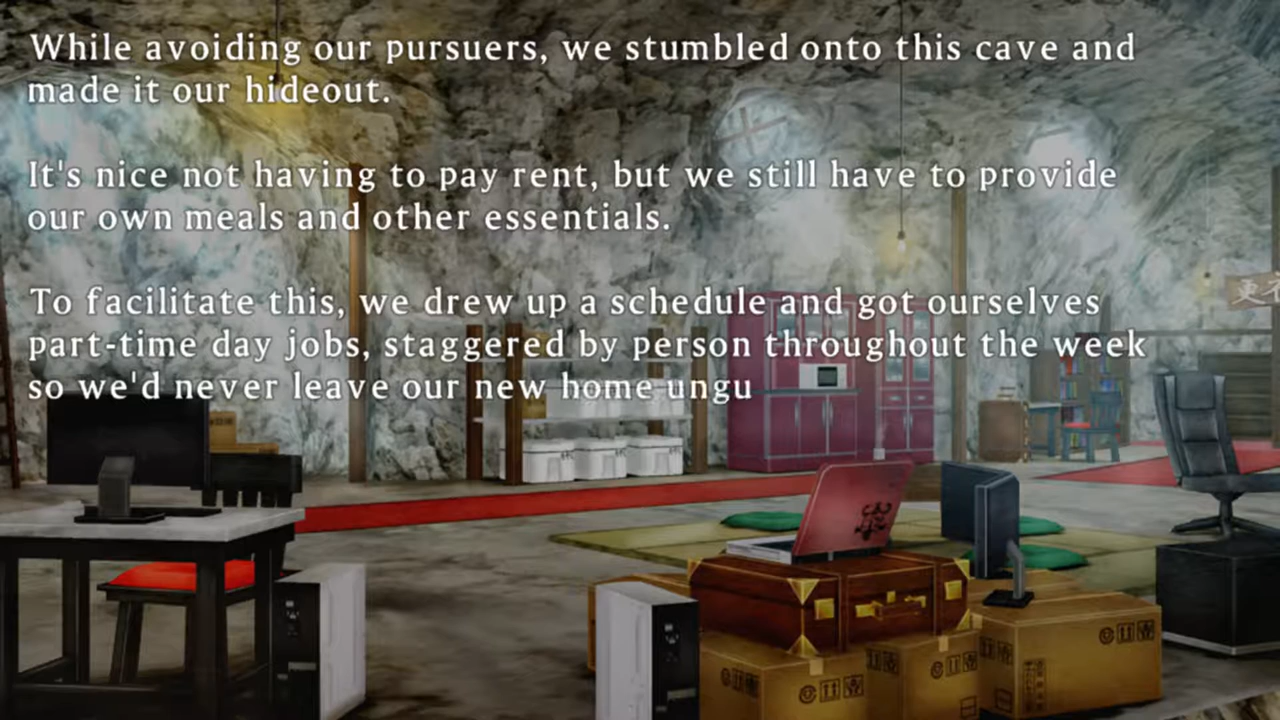 While avoiding our pursuers, we stumbled onto this cave and
made it our hideout.
It's nice not having to pay rent, but we still have to provide
our own meals and other essentials.
To facilitate this, we drew up a schedule and got ourselves
part-time day jobs, staggered by person throughout the week
so we'd never leave our new home ungu
更